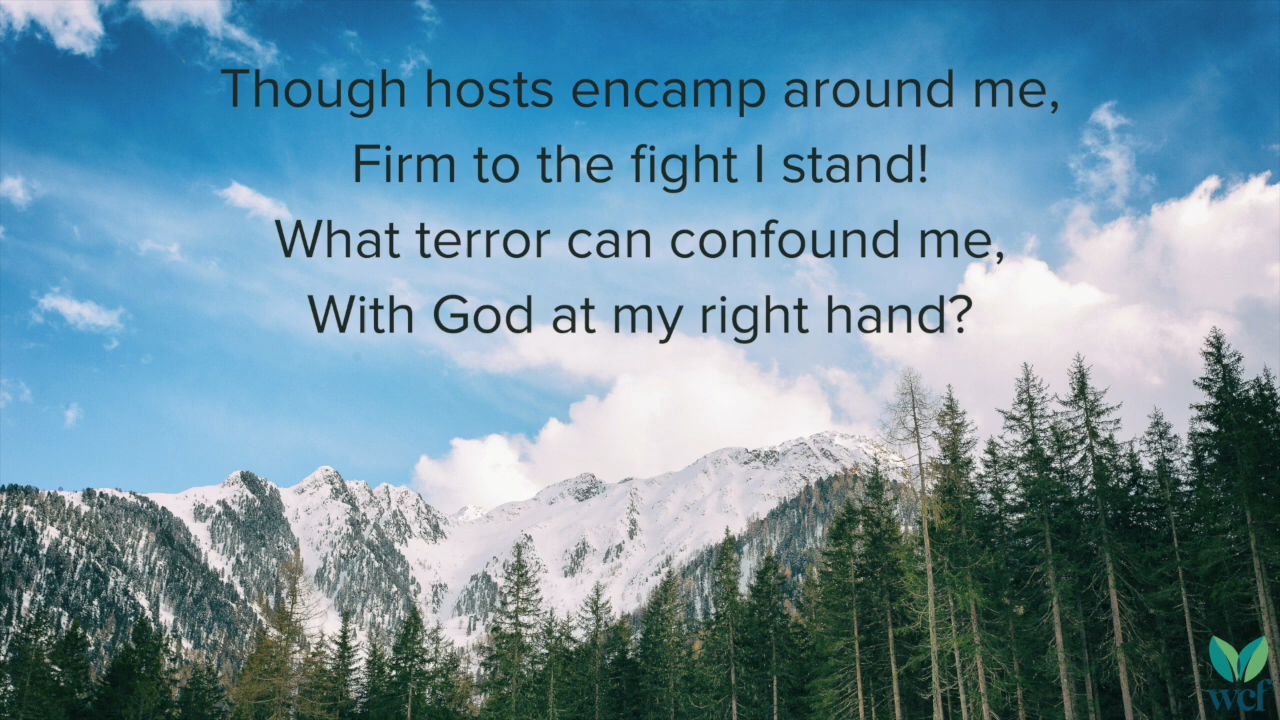 Though hosts encamp around me,
Firm to the fight I stand!
What terror can confound me,
With God at my right hand?
wcf